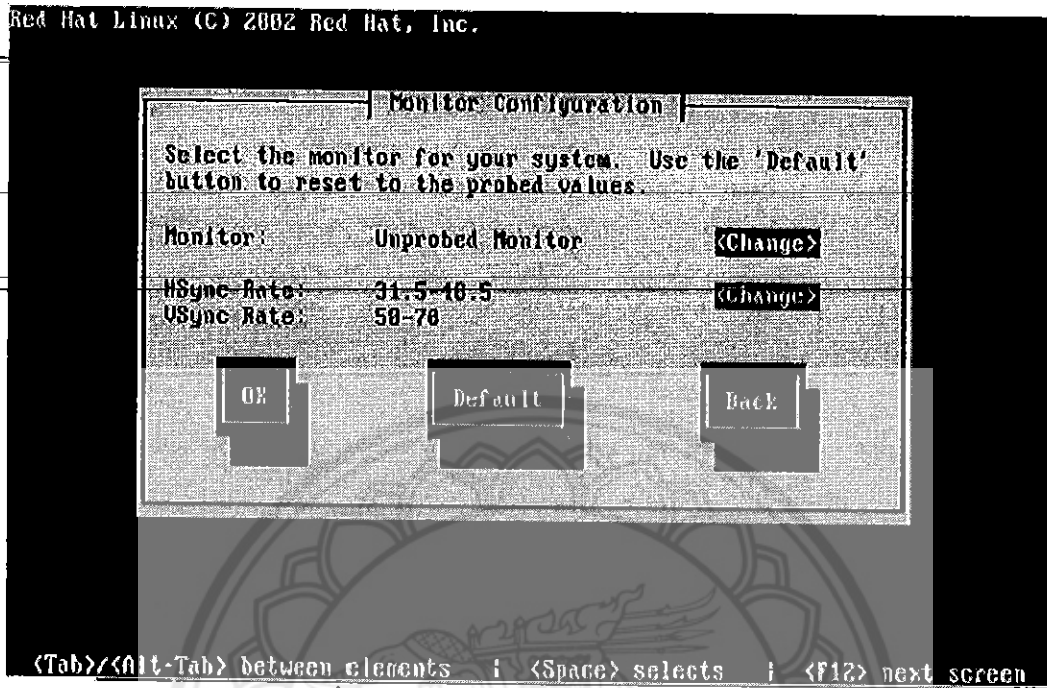 Red Hat Linux (C) 2002 Red Hat, Inc.
Monitor Configuration
Select the monitor for your system. Use the 'Default'
button to reset to the probed values.
Monitor: Unprobed Monitor <Change>
HSync Rate: 31.5-48.5 <Change>
VSync Rate: 50-70
OK Default Back
<Tab>/<Alt-Tab> between elements | <Space> selects | <F12> next screen